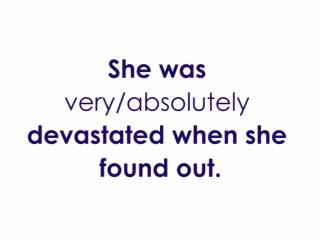 She was
very/absolutely
devastated when she
found out.